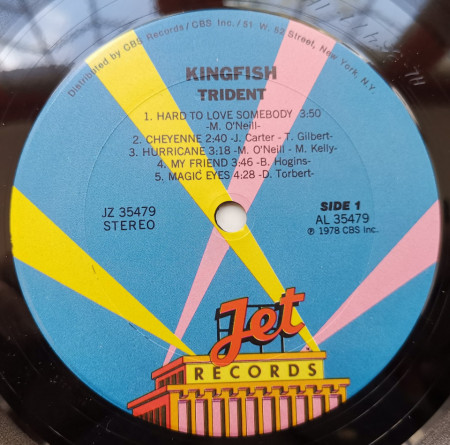 Distributed by CBS Records/CBS Inc./51 W. 52 Street, New York, N.Y.
KINGFISH
TRIDENT
1. HARD TO LOVE SOMEBODY 3:50
-M. O'Neill-
2. CHEYENNE 2:40 -J. Carter - T. Gilbert-
3. HURRICANE 3:18 -M. O'Neill - M. Kelly-
4. MY FRIEND 3:46 -B. Hogins-
5. MAGIC EYES 4:28 -D. Torbert-
JZ 35479
STEREO
SIDE 1
AL 35479
℗ 1978 CBS Inc.
Jet
RECORDS